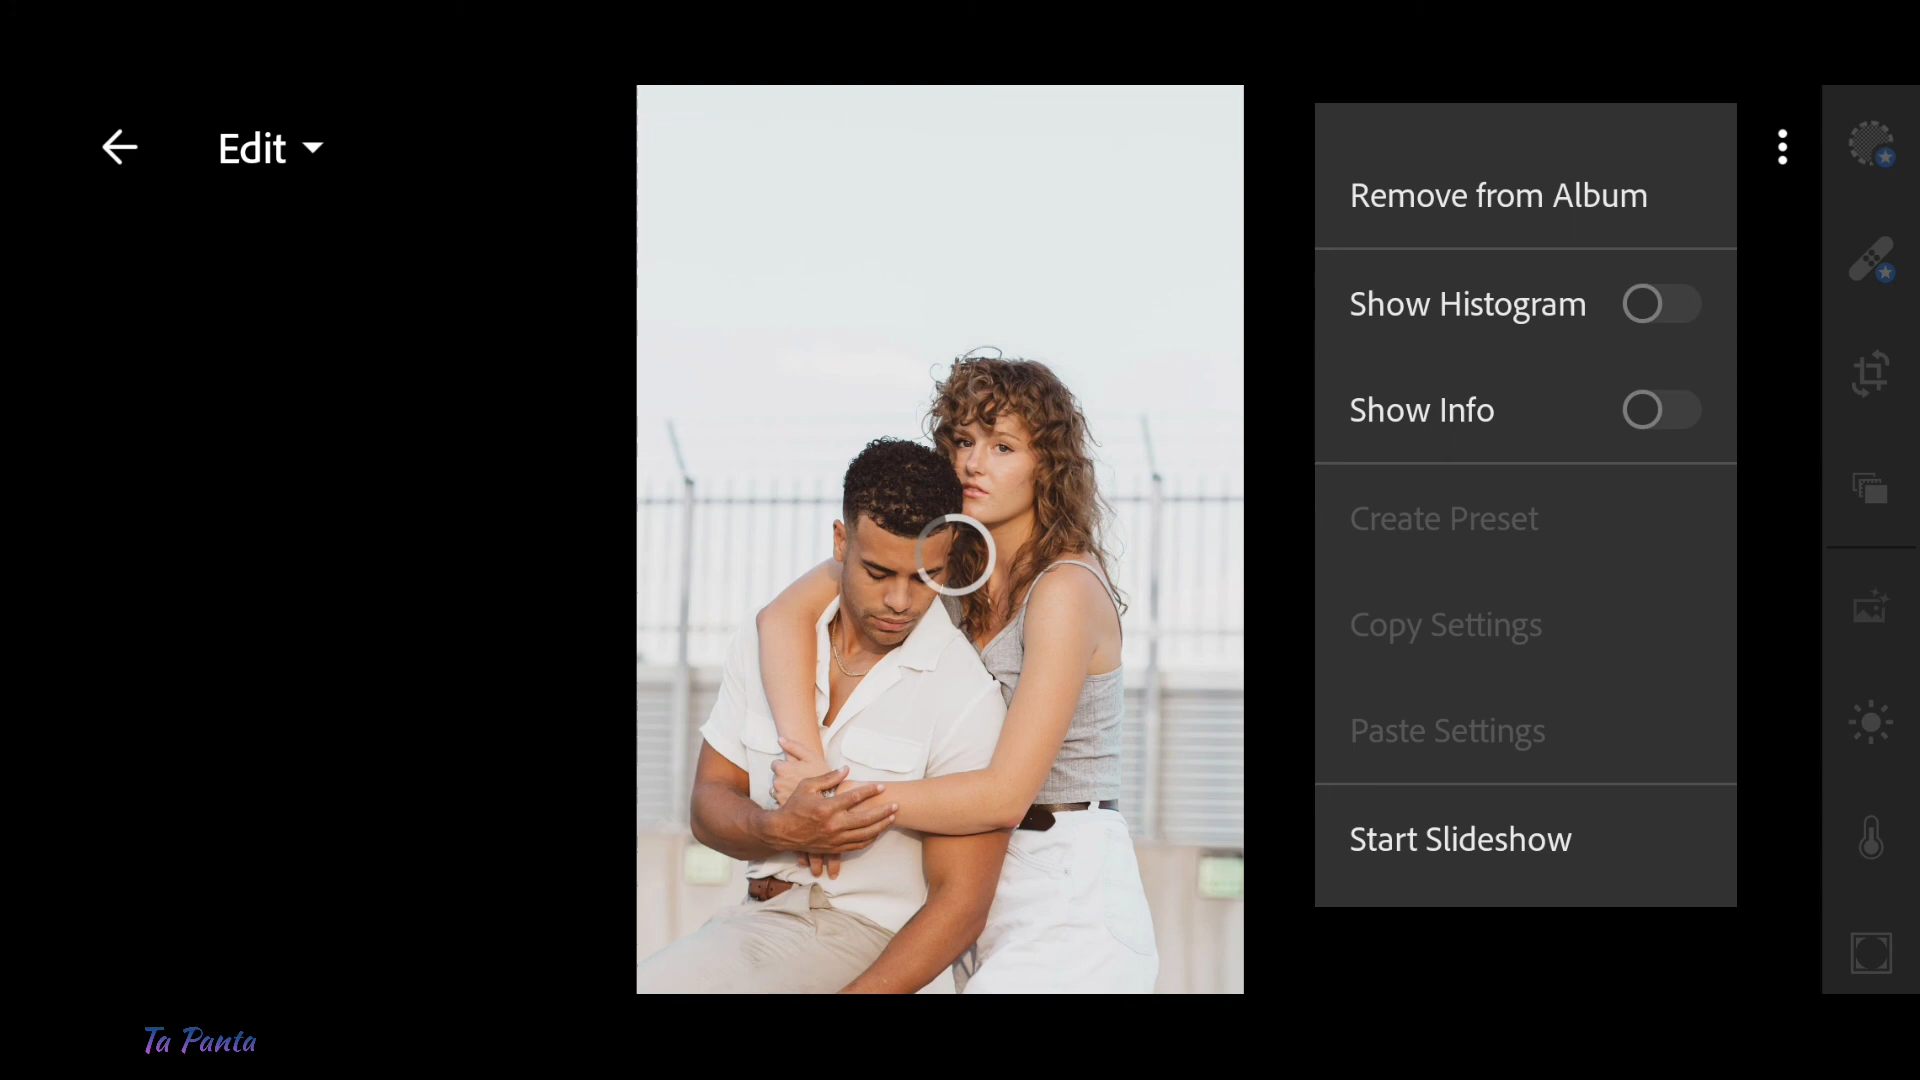 Edit
Remove from Album
Show Histogram
Show Info
Create Preset
Copy Settings
Paste Settings
Start Slideshow
Ta Panta